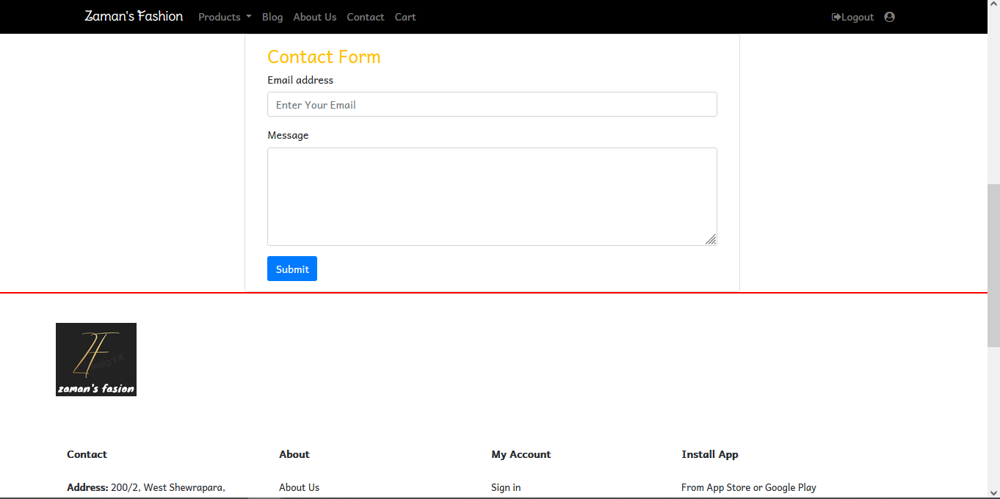 Zaman's Fashion Products Blog About Us Contact Cart Logout
Contact Form
Email address
Enter Your Email
Message
Submit
zaman's fasion
Contact About My Account Install App
Address: 200/2, West Shewrapara, About Us Sign in From App Store or Google Play